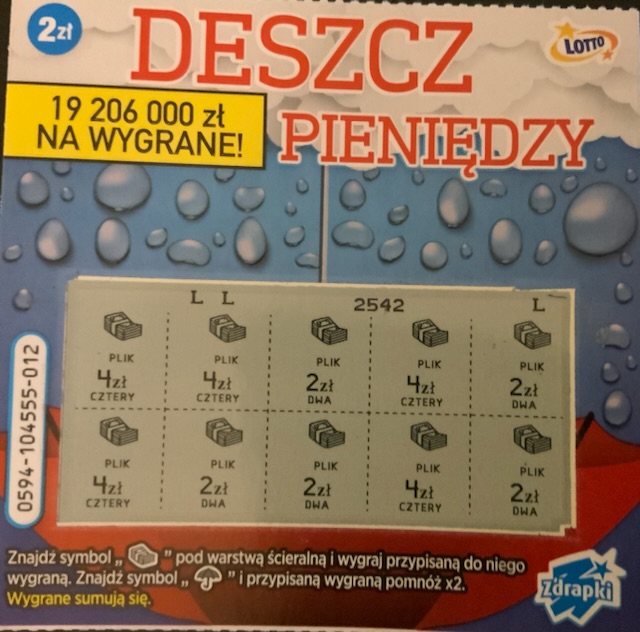 2zł
DESZCZ
PIENIĘDZY
LOTTO
19 206 000 zł
NA WYGRANE!
L L 2542 L
PLIK PLIK PLIK PLIK PLIK
4zł 4zł 2zł 4zł 2zł
CZTERY CZTERY DWA CZTERY DWA
PLIK PLIK PLIK PLIK PLIK
4zł 2zł 2zł 4zł 2zł
CZTERY DWA DWA CZTERY DWA
0594-104555-012
Znajdź symbol „ ” pod warstwą ścieralną i wygraj przypisaną do niego
wygraną. Znajdź symbol „ ” i przypisaną wygraną pomnóż x2.
Wygrane sumują się.
Zdrapki